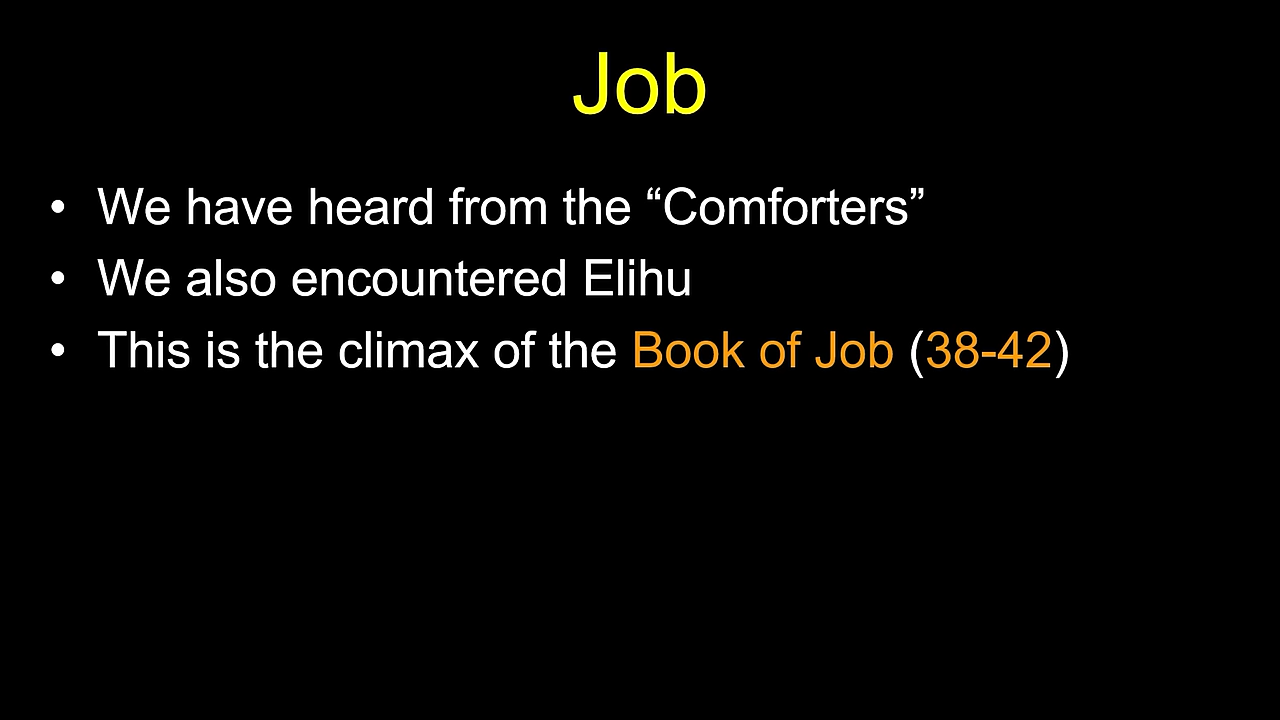 Job
• We have heard from the “Comforters”
• We also encountered Elihu
• This is the climax of the Book of Job (38-42)